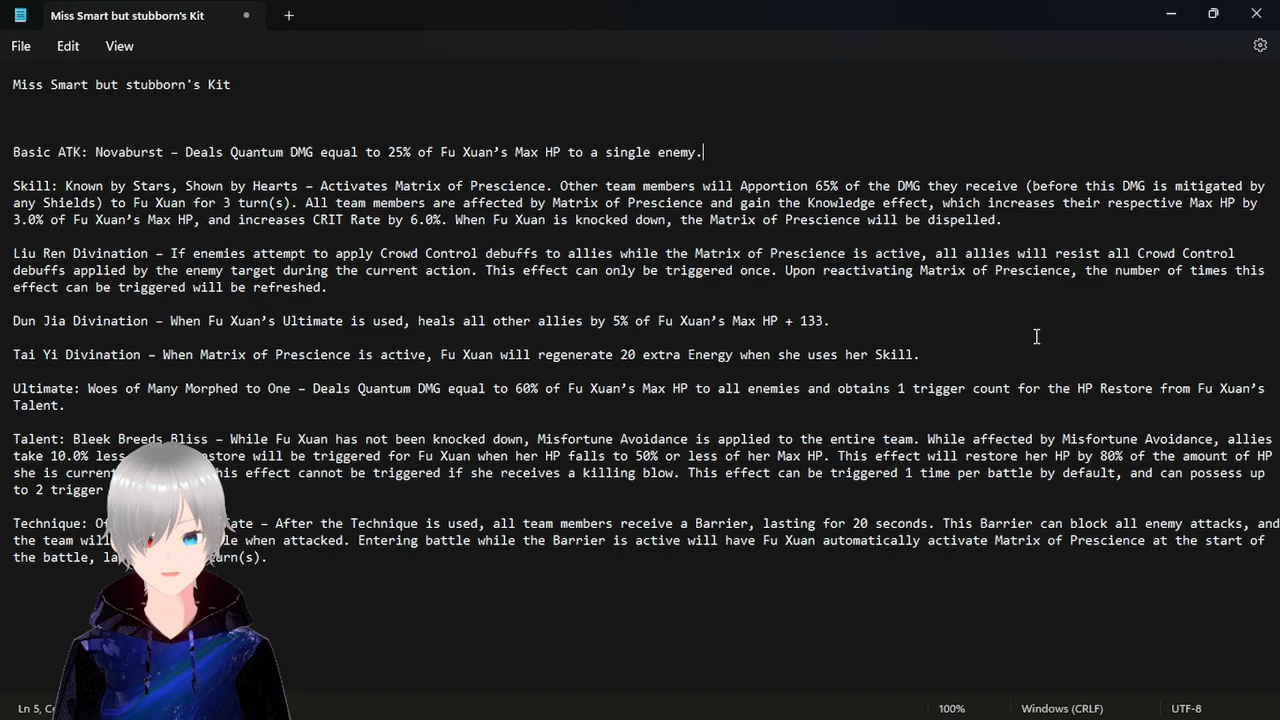 Miss Smart but stubborn's Kit
File Edit View
Miss Smart but stubborn's Kit
Basic ATK: Novaburst – Deals Quantum DMG equal to 25% of Fu Xuan’s Max HP to a single enemy.
Skill: Known by Stars, Shown by Hearts – Activates Matrix of Prescience. Other team members will Apportion 65% of the DMG they receive (before this DMG is mitigated by
any Shields) to Fu Xuan for 3 turn(s). All team members are affected by Matrix of Prescience and gain the Knowledge effect, which increases their respective Max HP by
3.0% of Fu Xuan’s Max HP, and increases CRIT Rate by 6.0%. When Fu Xuan is knocked down, the Matrix of Prescience will be dispelled.
Liu Ren Divination – If enemies attempt to apply Crowd Control debuffs to allies while the Matrix of Prescience is active, all allies will resist all Crowd Control
debuffs applied by the enemy target during the current action. This effect can only be triggered once. Upon reactivating Matrix of Prescience, the number of times this
effect can be triggered will be refreshed.
Dun Jia Divination – When Fu Xuan’s Ultimate is used, heals all other allies by 5% of Fu Xuan’s Max HP + 133.
Tai Yi Divination – When Matrix of Prescience is active, Fu Xuan will regenerate 20 extra Energy when she uses her Skill.
Ultimate: Woes of Many Morphed to One – Deals Quantum DMG equal to 60% of Fu Xuan’s Max HP to all enemies and obtains 1 trigger count for the HP Restore from Fu Xuan’s
Talent.
Talent: Bleek Breeds Bliss – While Fu Xuan has not been knocked down, Misfortune Avoidance is applied to the entire team. While affected by Misfortune Avoidance, allies
take 10.0% less store will be triggered for Fu Xuan when her HP falls to 50% or less of her Max HP. This effect will restore her HP by 80% of the amount of HP
she is current his effect cannot be triggered if she receives a killing blow. This effect can be triggered 1 time per battle by default, and can possess up
to 2 trigger
Technique: ate – After the Technique is used, all team members receive a Barrier, lasting for 20 seconds. This Barrier can block all enemy attacks, and
the team will le when attacked. Entering battle while the Barrier is active will have Fu Xuan automatically activate Matrix of Prescience at the start of
the battle, la urn(s).
Ln 5, C 100% Windows (CRLF) UTF-8